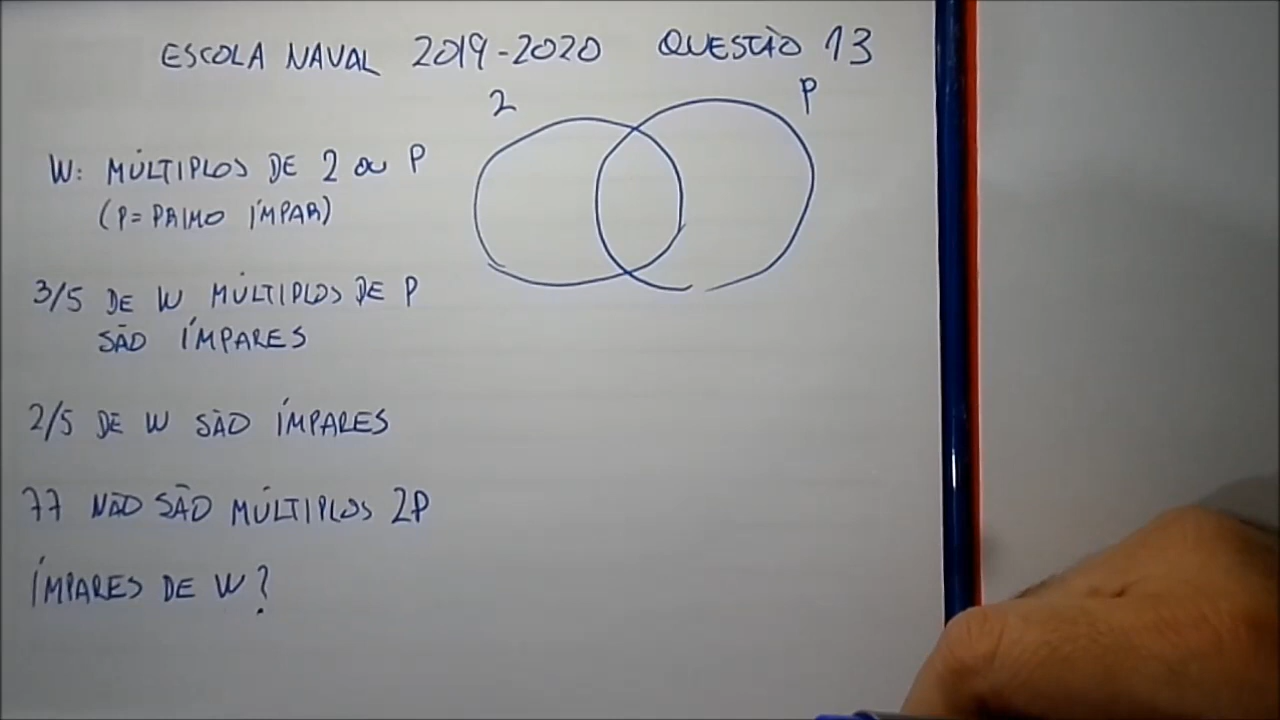 ESCOLA NAVAL 2019-2020 QUESTÃO 13
2 P
W: MÚLTIPLOS DE 2 OU P
(P= PRIMO ÍMPAR)
3/5 DE W MÚLTIPLOS DE P
SÃO ÍMPARES
2/5 DE W SÃO ÍMPARES
77 NÃO SÃO MÚLTIPLOS 2P
ÍMPARES DE W?